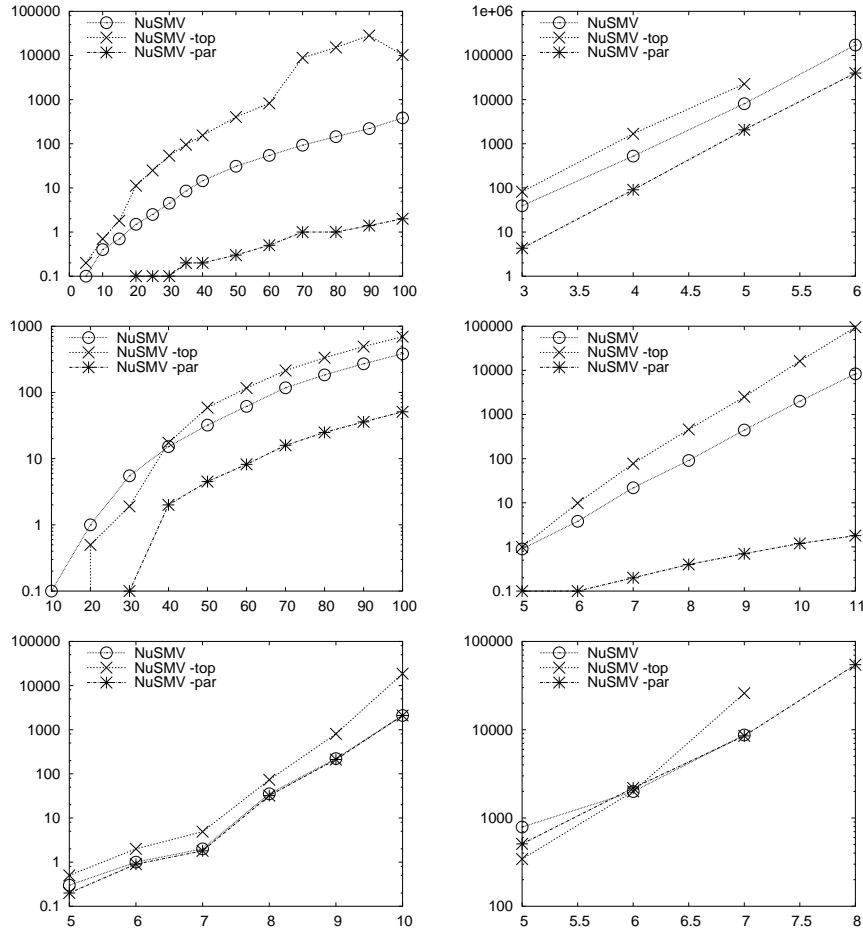 100000
10000
1000
100
10
1
0.1
0 10 20 30 40 50 60 70 80 90 100
NuSMV
NuSMV -top
NuSMV -par
1e+06
100000
10000
1000
100
10
1
3 3.5 4 4.5 5 5.5 6
NuSMV
NuSMV -top
NuSMV -par
1000
100
10
1
0.1
10 20 30 40 50 60 70 80 90 100
NuSMV
NuSMV -top
NuSMV -par
100000
10000
1000
100
10
1
0.1
5 6 7 8 9 10 11
NuSMV
NuSMV -top
NuSMV -par
100000
10000
1000
100
10
1
0.1
5 6 7 8 9 10
NuSMV
NuSMV -top
NuSMV -par
100000
10000
1000
100
5 5.5 6 6.5 7 7.5 8
NuSMV
NuSMV -top
NuSMV -par